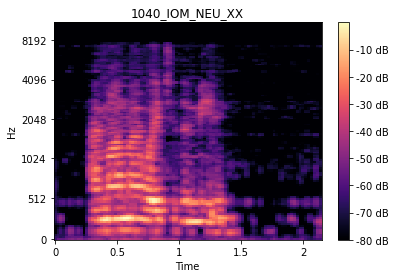 1040_IOM_NEU_XX
8192
4096
2048
1024
512
0
Hz
0
0.5
1
1.5
2
Time
-10 dB
-20 dB
-30 dB
-40 dB
-50 dB
-60 dB
-70 dB
-80 dB